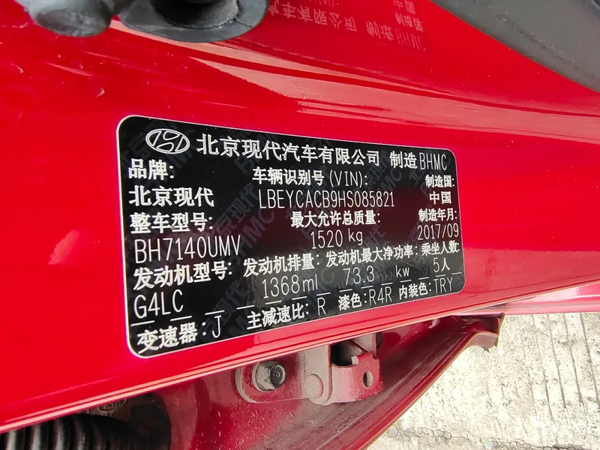 北京现代汽车有限公司 制造 BHMC
品牌: 车辆识别号 (VIN): 制造国:
北京现代 LBEYCACB9HS085821 中国
整车型号: 最大允许总质量: 制造年月:
BH7140UMV 1520 kg 2017/09
发动机型号: 发动机排量: 发动机最大净功率: 乘坐人数:
G4LC 1368ml 73.3 kw 5人
变速器: J 主减速比: R 漆色: R4R 内装色: TRY